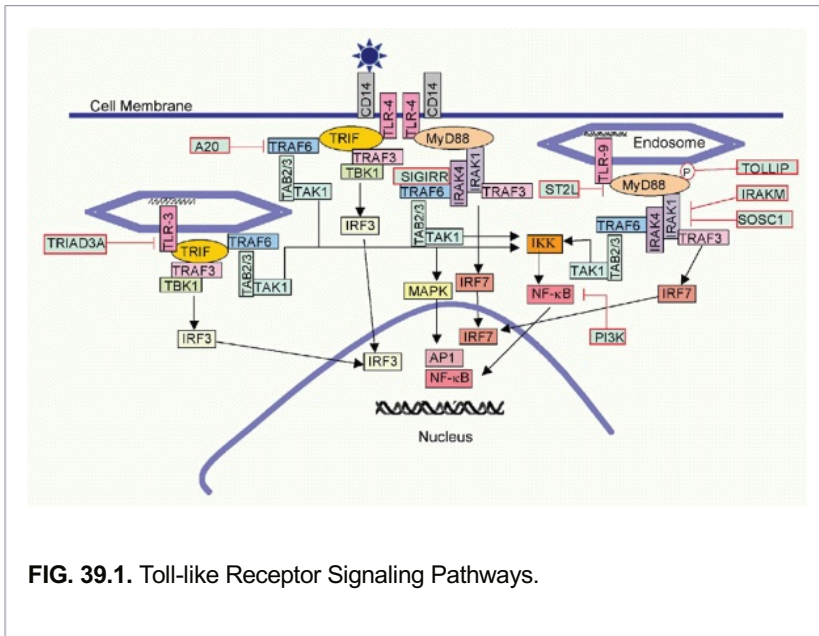 CD14
CD14
Cell Membrane
TLR-4
TLR-4
A20
TRAF6
TRIF
MyD88
Endosome
TAB2/3
TAK1
TRAF3
TBK1
SIGIRR
TRAF6
IRAK4
IRAK1
TRAF3
TLR-9
ST2L
MyD88
P
TOLLIP
IRAKM
SOSC1
TRIAD3A
TLR-3
TRIF
TRAF6
TRAF3
TBK1
TAB2/3
TAK1
IRF3
TAB2/3
TAK1
IKK
TRAF6
IRAK4
IRAK1
TRAF3
TAK1
TAB2/3
MAPK
IRF7
NF-κB
IRF7
PI3K
IRF3
IRF3
IRF7
AP1
NF-κB
Nucleus
FIG. 39.1. Toll-like Receptor Signaling Pathways.